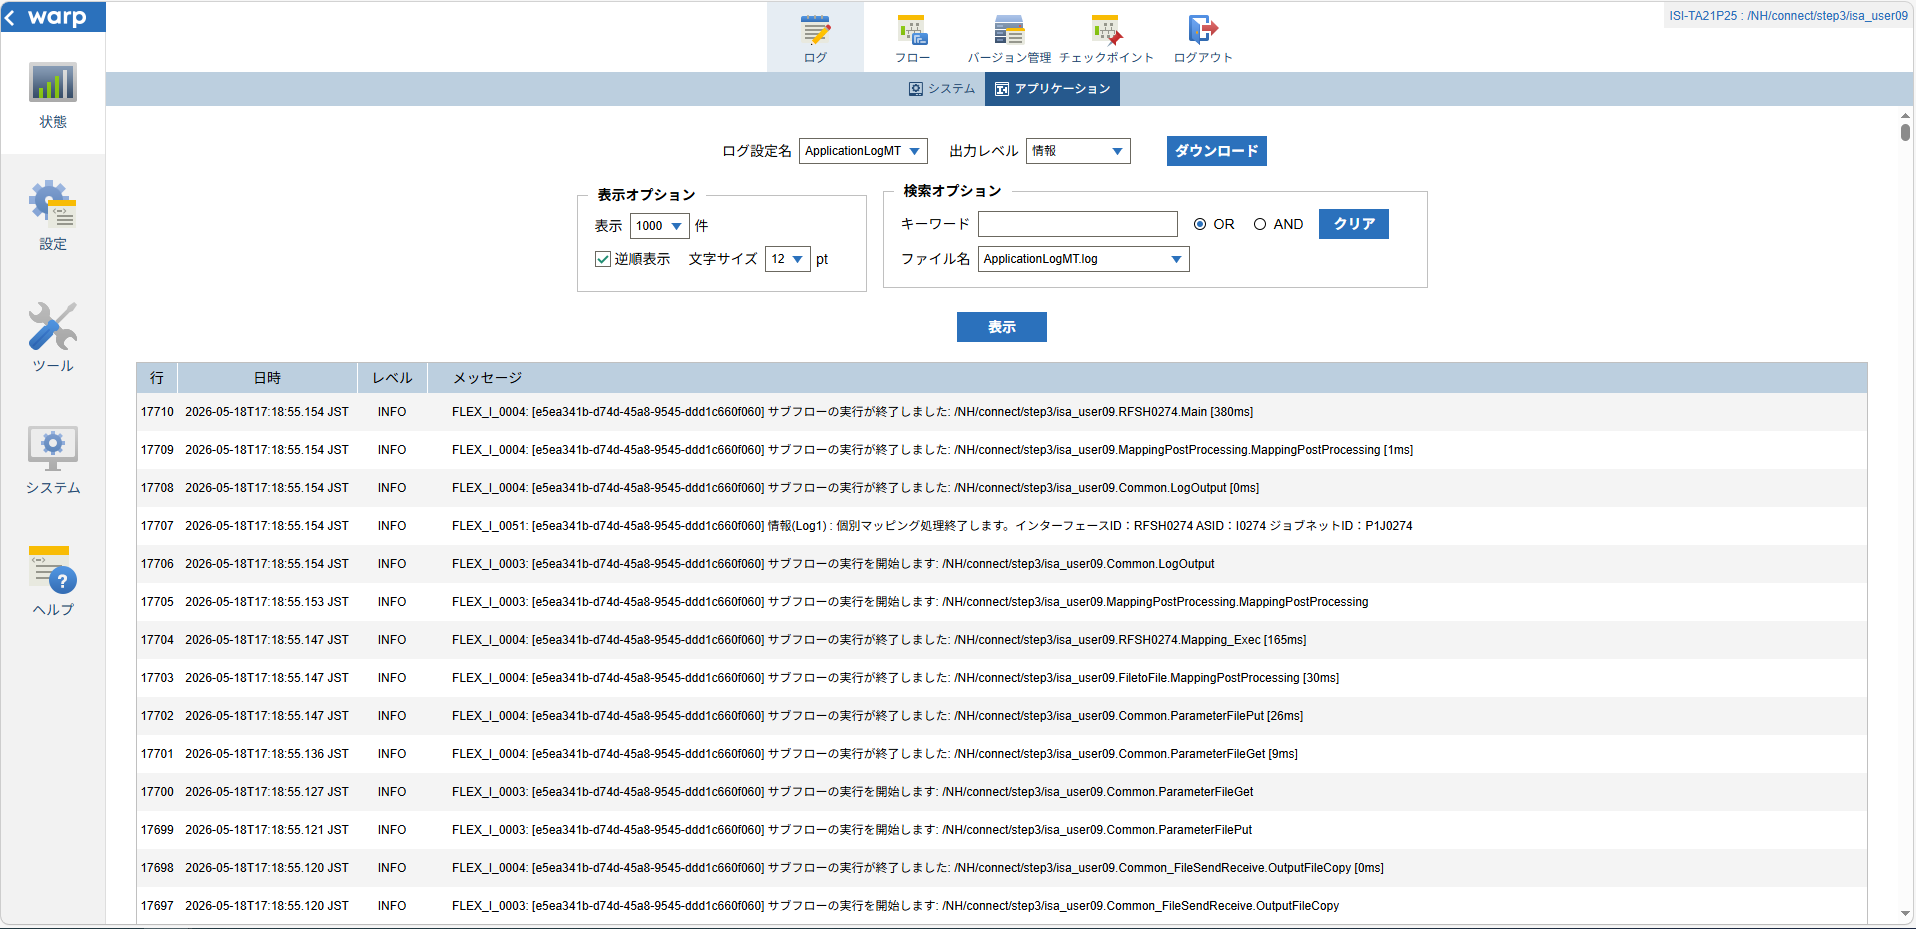 warp
ISI-TA21P25 : /NH/connect/step3/isa_user09
ログ
フロー
バージョン管理
チェックポイント
ログアウト
システム
アプリケーション
状態
設定
ツール
システム
ヘルプ
ログ設定名 ApplicationLogMT 出力レベル 情報 ダウンロード
表示オプション
表示 1000 件
逆順表示 文字サイズ 12 pt
検索オプション
キーワード OR AND クリア
ファイル名 ApplicationLogMT.log
表示
行 日時 レベル メッセージ
17710 2026-05-18T17:18:55.154 JST INFO FLEX_I_0004: [e5ea341b-d74d-45a8-9545-ddd1c660f060] サブフローの実行が終了しました: /NH/connect/step3/isa_user09.RFSH0274.Main [380ms]
17709 2026-05-18T17:18:55.154 JST INFO FLEX_I_0004: [e5ea341b-d74d-45a8-9545-ddd1c660f060] サブフローの実行が終了しました: /NH/connect/step3/isa_user09.MappingPostProcessing.MappingPostProcessing [1ms]
17708 2026-05-18T17:18:55.154 JST INFO FLEX_I_0004: [e5ea341b-d74d-45a8-9545-ddd1c660f060] サブフローの実行が終了しました: /NH/connect/step3/isa_user09.Common.LogOutput [0ms]
17707 2026-05-18T17:18:55.154 JST INFO FLEX_I_0051: [e5ea341b-d74d-45a8-9545-ddd1c660f060] 情報(Log1) : 個別マッピング処理終了します。インターフェースID：RFSH0274 ASID：I0274 ジョブネットID：P1J0274
17706 2026-05-18T17:18:55.154 JST INFO FLEX_I_0003: [e5ea341b-d74d-45a8-9545-ddd1c660f060] サブフローの実行を開始します: /NH/connect/step3/isa_user09.Common.LogOutput
17705 2026-05-18T17:18:55.153 JST INFO FLEX_I_0003: [e5ea341b-d74d-45a8-9545-ddd1c660f060] サブフローの実行を開始します: /NH/connect/step3/isa_user09.MappingPostProcessing.MappingPostProcessing
17704 2026-05-18T17:18:55.147 JST INFO FLEX_I_0004: [e5ea341b-d74d-45a8-9545-ddd1c660f060] サブフローの実行が終了しました: /NH/connect/step3/isa_user09.RFSH0274.Mapping_Exec [165ms]
17703 2026-05-18T17:18:55.147 JST INFO FLEX_I_0004: [e5ea341b-d74d-45a8-9545-ddd1c660f060] サブフローの実行が終了しました: /NH/connect/step3/isa_user09.FiletoFile.MappingPostProcessing [30ms]
17702 2026-05-18T17:18:55.147 JST INFO FLEX_I_0004: [e5ea341b-d74d-45a8-9545-ddd1c660f060] サブフローの実行が終了しました: /NH/connect/step3/isa_user09.Common.ParameterFilePut [26ms]
17701 2026-05-18T17:18:55.136 JST INFO FLEX_I_0004: [e5ea341b-d74d-45a8-9545-ddd1c660f060] サブフローの実行が終了しました: /NH/connect/step3/isa_user09.Common.ParameterFileGet [9ms]
17700 2026-05-18T17:18:55.127 JST INFO FLEX_I_0003: [e5ea341b-d74d-45a8-9545-ddd1c660f060] サブフローの実行を開始します: /NH/connect/step3/isa_user09.Common.ParameterFileGet
17699 2026-05-18T17:18:55.121 JST INFO FLEX_I_0003: [e5ea341b-d74d-45a8-9545-ddd1c660f060] サブフローの実行を開始します: /NH/connect/step3/isa_user09.Common.ParameterFilePut
17698 2026-05-18T17:18:55.120 JST INFO FLEX_I_0004: [e5ea341b-d74d-45a8-9545-ddd1c660f060] サブフローの実行が終了しました: /NH/connect/step3/isa_user09.Common_FileSendReceive.OutputFileCopy [0ms]
17697 2026-05-18T17:18:55.120 JST INFO FLEX_I_0003: [e5ea341b-d74d-45a8-9545-ddd1c660f060] サブフローの実行を開始します: /NH/connect/step3/isa_user09.Common_FileSendReceive.OutputFileCopy